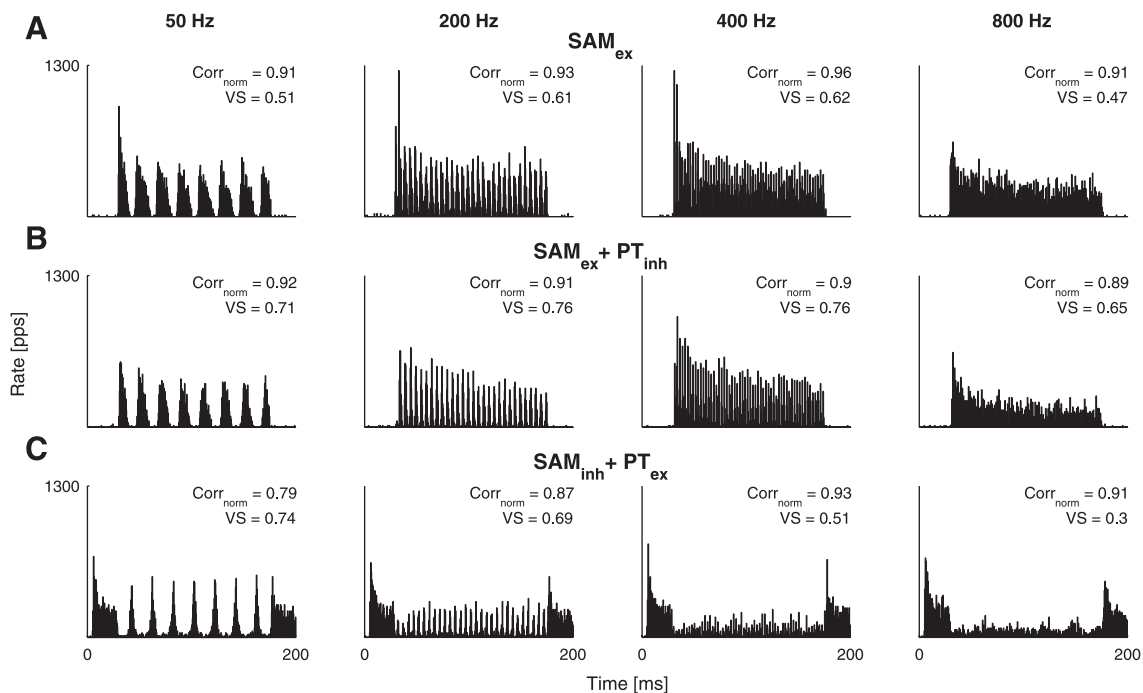 50 Hz 200 Hz 400 Hz 800 Hz
A
SAMex
1300
Corrnorm = 0.91
VS = 0.51
Corrnorm = 0.93
VS = 0.61
Corrnorm = 0.96
VS = 0.62
Corrnorm = 0.91
VS = 0.47
B
SAMex+ PTinh
1300
Corrnorm = 0.92
VS = 0.71
Corrnorm = 0.91
VS = 0.76
Corrnorm = 0.9
VS = 0.76
Corrnorm = 0.89
VS = 0.65
Rate [pps]
C
SAMinh+ PTex
1300
Corrnorm = 0.79
VS = 0.74
Corrnorm = 0.87
VS = 0.69
Corrnorm = 0.93
VS = 0.51
Corrnorm = 0.91
VS = 0.3
0 200 0 200 0 200 0 200
Time [ms]